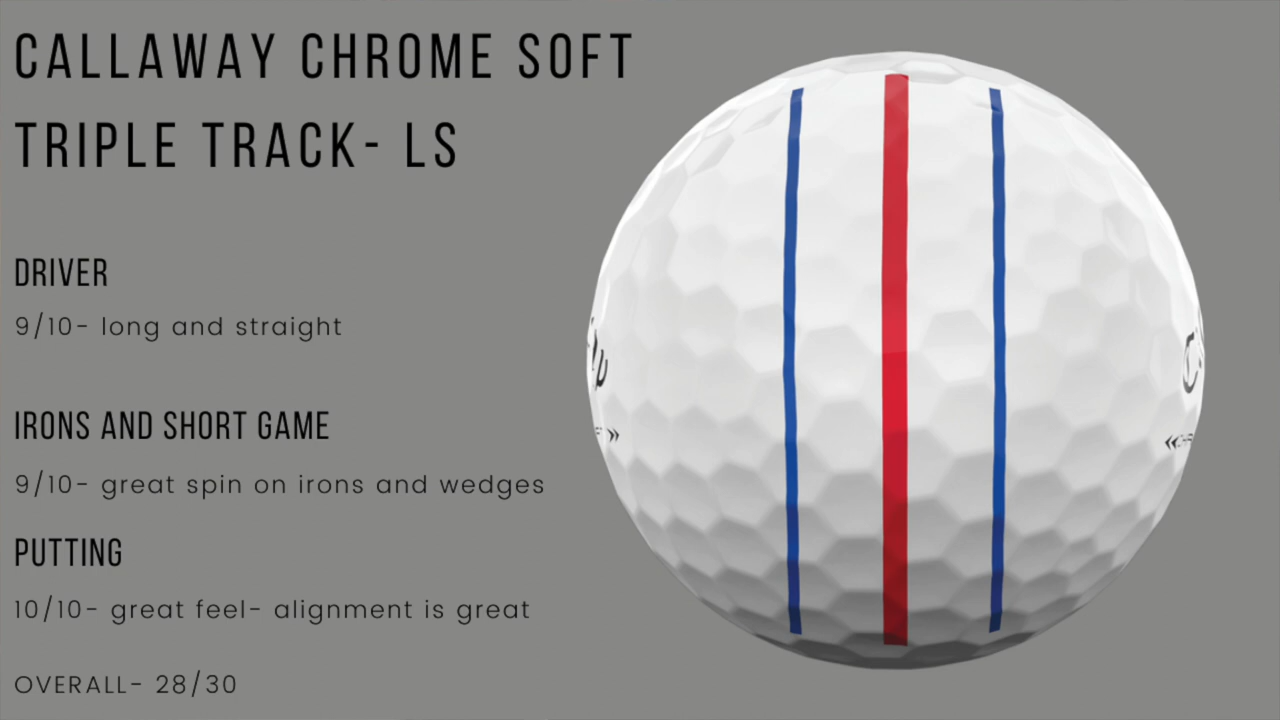 CALLAWAY CHROME SOFT
TRIPLE TRACK- LS
DRIVER
9/10- long and straight
IRONS AND SHORT GAME
9/10- great spin on irons and wedges
PUTTING
10/10- great feel- alignment is great
OVERALL- 28/30